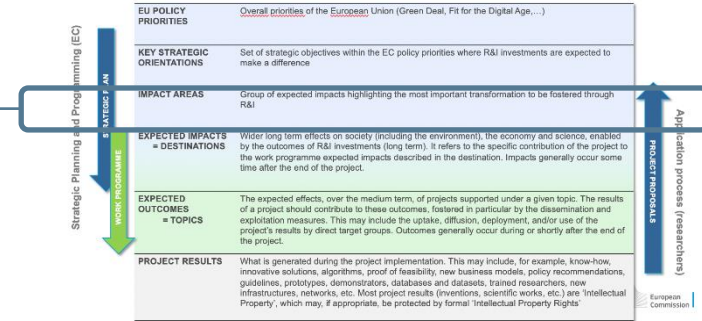 EU POLICY
PRIORITIES
Overall priorities of the European Union (Green Deal, Fit for the Digital Age,…)
KEY STRATEGIC
ORIENTATIONS
Set of strategic objectives within the EC policy priorities where R&I investments are expected to
make a difference
IMPACT AREAS
Group of expected impacts highlighting the most important transformation to be fostered through
R&I
EXPECTED IMPACTS
= DESTINATIONS
Wider long term effects on society (including the environment), the economy and science, enabled
by the outcomes of R&I investments (long term). It refers to the specific contribution of the project to
the work programme expected impacts described in the destination. Impacts generally occur some
time after the end of the project.
EXPECTED
OUTCOMES
= TOPICS
The expected effects, over the medium term, of projects supported under a given topic. The results
of a project should contribute to these outcomes, fostered in particular by the dissemination and
exploitation measures. This may include the uptake, diffusion, deployment, and/or use of the
project's results by direct target groups. Outcomes generally occur during or shortly after the end of
the project.
PROJECT RESULTS
What is generated during the project implementation. This may include, for example, know-how,
innovative solutions, algorithms, proof of feasibility, new business models, policy recommendations,
guidelines, prototypes, demonstrators, databases and datasets, trained researchers, new
infrastructures, networks, etc. Most project results (inventions, scientific works, etc.) are 'Intellectual
Property', which may, if appropriate, be protected by formal 'Intellectual Property Rights'
Strategic Planning and Programming (EC)
STRATEGIC PLAN
WORK PROGRAMME
PROJECT PROPOSALS
Application process (researchers)
European
Commission